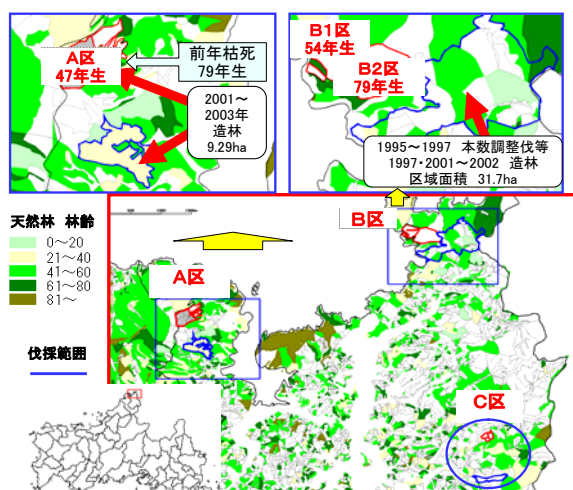 A区
47年生
前年枯死
79年生
2001～
2003年
造林
9.29ha
B1区
54年生
B2区
79年生
1995～1997 本数調整伐等
1997・2001～2002 造林
区域面積 31.7ha
天然林 林齢
0～20
21～40
41～60
61～80
81～
伐採範囲
A区
B区
C区